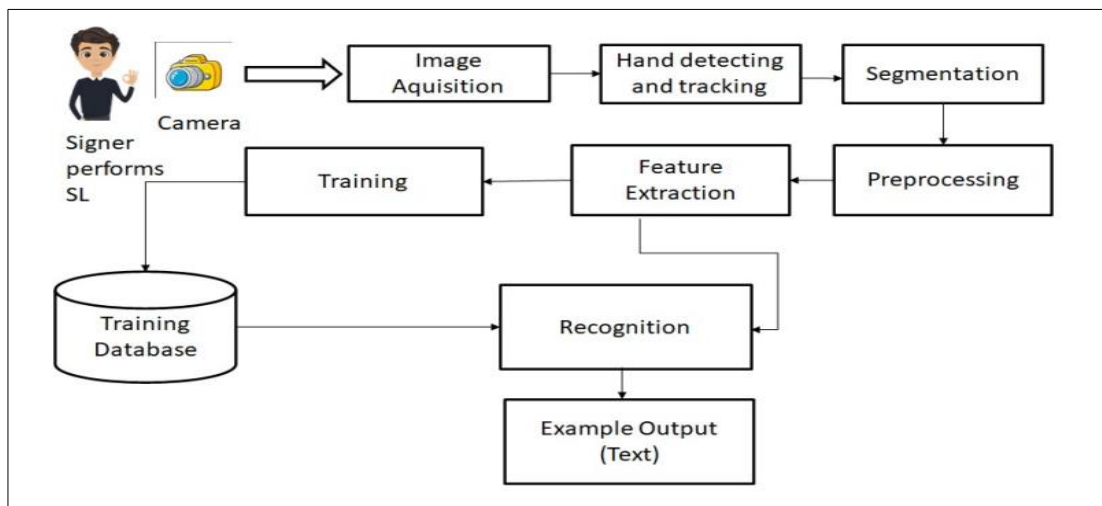 Signer
performs
SL
Camera
Image
Aquisition
Hand detecting
and tracking
Segmentation
Preprocessing
Feature
Extraction
Training
Training
Database
Recognition
Example Output
(Text)